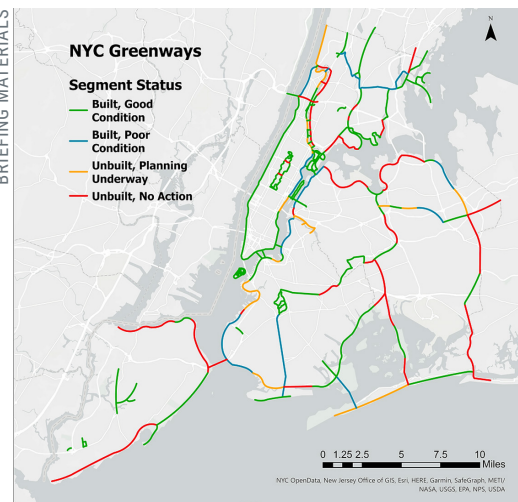 BRIEFING MATERIALS
N
NYC Greenways
Segment Status
Built, Good
Condition
Built, Poor
Condition
Unbuilt, Planning
Underway
Unbuilt, No Action
0 1.25 2.5 5 7.5 10
Miles
NYC OpenData, New Jersey Office of GIS, Esri, HERE, Garmin, SafeGraph, METI/
NASA, USGS, EPA, NPS, USDA